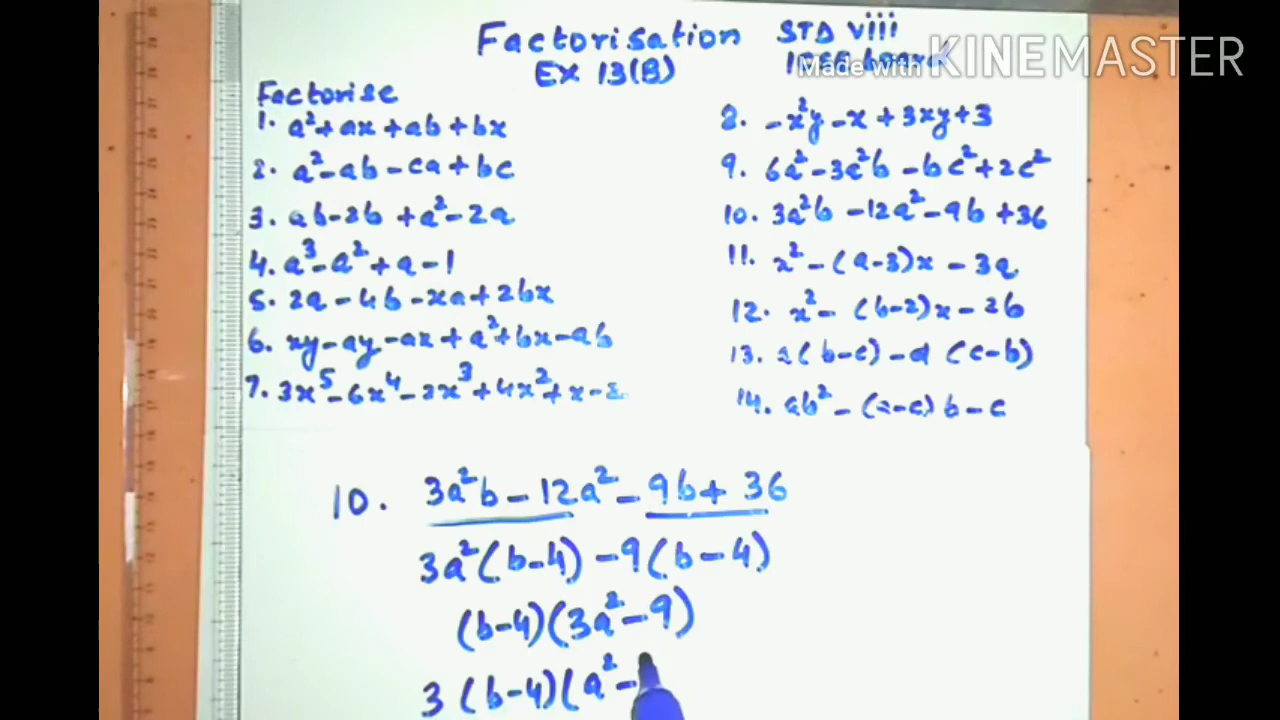 Factorisation STD viii
EX 13(B)
Made with KINEMASTER
Factorise
1. a²+ax+ab+bx
2. a²-ab-ca+bc
3. ab-2b+a²-2a
4. a³-a²+a-1
5. 2a-4b-xa+2bx
6. xy-ay-ax+a²+bx-ab
7. 3x⁵-6x⁴-2x³+4x²+x-2
8. -x²y-x+3xy+3
9. 6a²-3a²b-bc²+2c²
10. 3a²b-12a²-9b+36
11. x²-(a-3)x-3a
12. x²-(b-2)x-2b
13. a(b-c)-d(c-b)
14. ab²-(a-c)b-c
10. 3a²b-12a²-9b+36
3a²(b-4)-9(b-4)
(b-4)(3a²-9)
3(b-4)(a²-